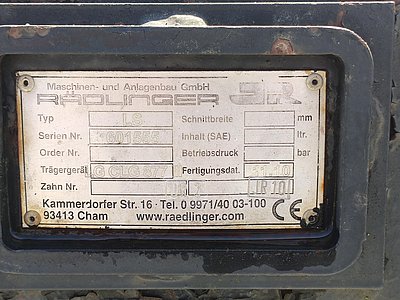 Maschinen- und Anlagenbau GmbH
RÄDLINGER
Typ LS Schnittbreite mm
Serien Nr. Inhalt (SAE) ltr.
Order Nr. Betriebsdruck bar
Trägergerät Fertigungsdat.
Zahn Nr.
Kammerdorfer Str. 16 · Tel. 0 9971/40 03-100
93413 Cham www.raedlinger.com CE